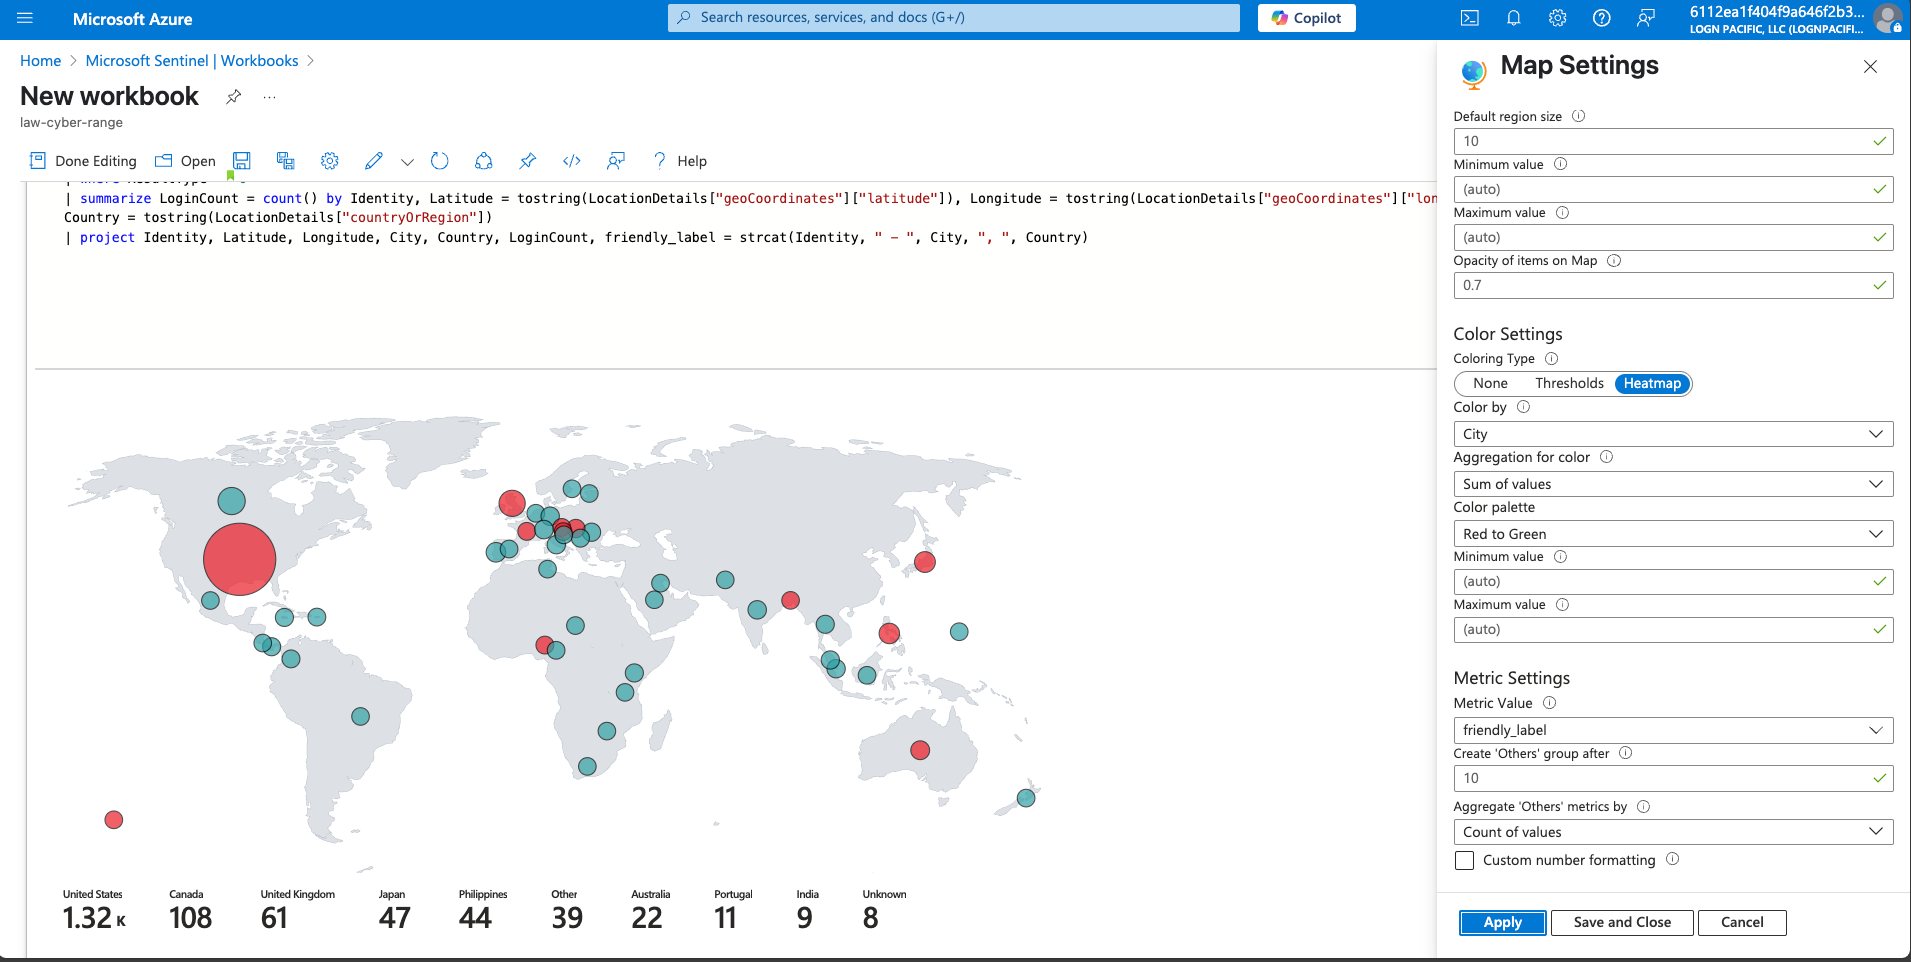 Microsoft Azure
Search resources, services, and docs (G+/)
Copilot
6112ea1f404f9a646f2b3...
LOGN PACIFIC, LLC (LOGNPACIFI...
Home > Microsoft Sentinel | Workbooks >
New workbook
...
law-cyber-range
Done Editing
Open
Help
| summarize LoginCount = count() by Identity, Latitude = tostring(LocationDetails["geoCoordinates"]["latitude"]), Longitude = tostring(LocationDetails["geoCoordinates"]["lon
Country = tostring(LocationDetails["countryOrRegion"])
| project Identity, Latitude, Longitude, City, Country, LoginCount, friendly_label = strcat(Identity, " - ", City, ", ", Country)
United States
1.32 K
Canada
108
United Kingdom
61
Japan
47
Philippines
44
Other
39
Australia
22
Portugal
11
India
9
Unknown
8
Map Settings
Default region size
10
Minimum value
(auto)
Maximum value
(auto)
Opacity of items on Map
0.7
Color Settings
Coloring Type
None Thresholds Heatmap
Color by
City
Aggregation for color
Sum of values
Color palette
Red to Green
Minimum value
(auto)
Maximum value
(auto)
Metric Settings
Metric Value
friendly_label
Create 'Others' group after
10
Aggregate 'Others' metrics by
Count of values
Custom number formatting
Apply
Save and Close
Cancel